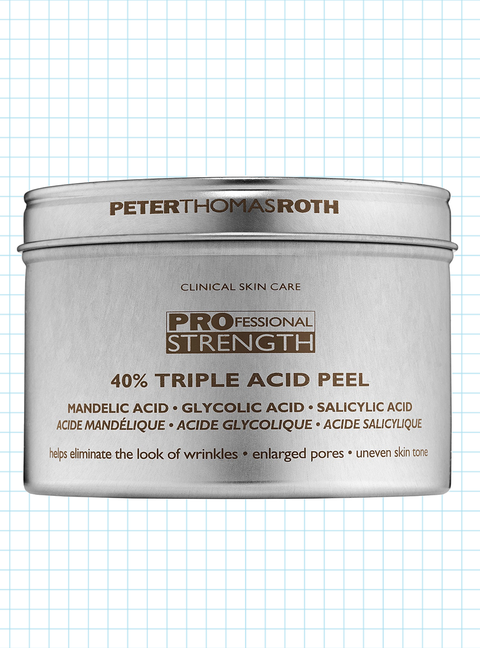 PETERTHOMASROTH
CLINICAL SKIN CARE
PROFESSIONAL
STRENGTH
40% TRIPLE ACID PEEL
MANDELIC ACID • GLYCOLIC ACID • SALICYLIC ACID
ACIDE MANDÉLIQUE • ACIDE GLYCOLIQUE • ACIDE SALICYLIQUE
helps eliminate the look of wrinkles • enlarged pores • uneven skin tone